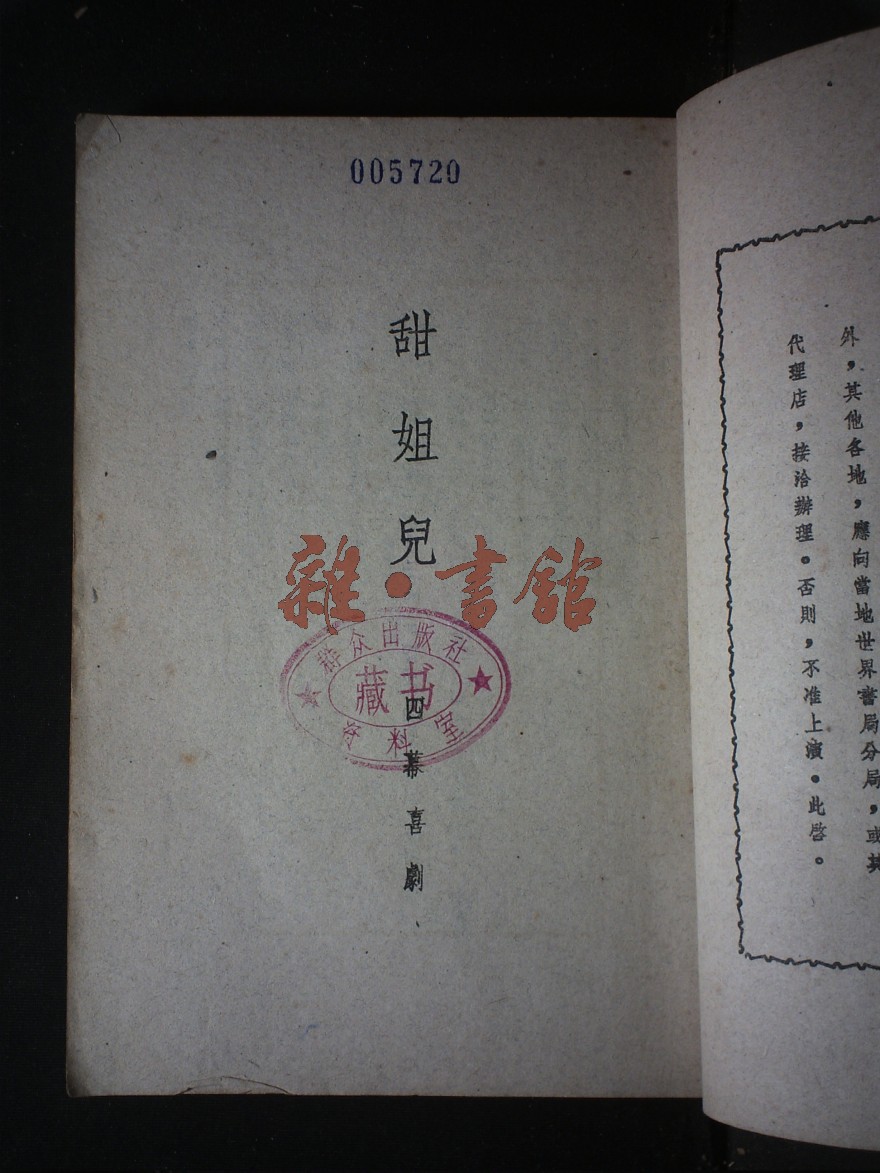 005720
甜姐兒
雜·書館
群众出版社
藏书
资料室
四幕喜劇
外，其他各地，應向當地世界書局分局，或其
代理店，接洽辦理。否則，不准上演。此啓。